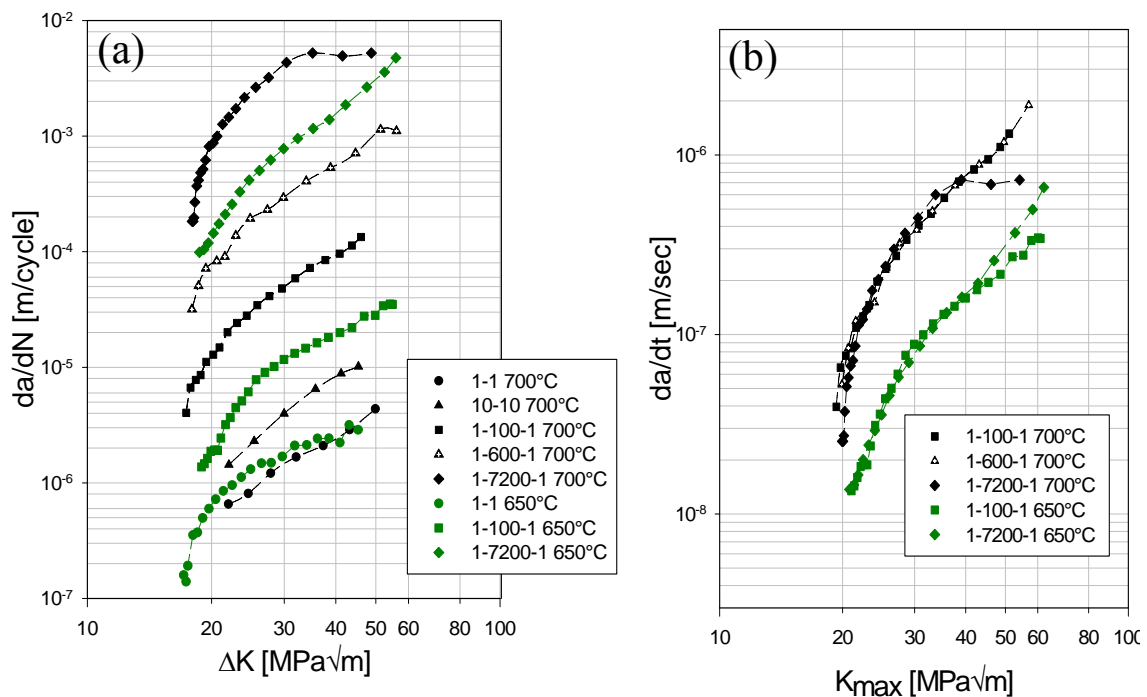 (a)
da/dN [m/cycle]
10-2
10-3
10-4
10-5
10-6
10-7
10 20 30 40 50 60 80 100
ΔK [MPa√m]
1-1 700°C
10-10 700°C
1-100-1 700°C
1-600-1 700°C
1-7200-1 700°C
1-1 650°C
1-100-1 650°C
1-7200-1 650°C
(b)
da/dt [m/sec]
10-6
10-7
10-8
10 20 30 40 50 60 80 100
Kmax [MPa√m]
1-100-1 700°C
1-600-1 700°C
1-7200-1 700°C
1-100-1 650°C
1-7200-1 650°C